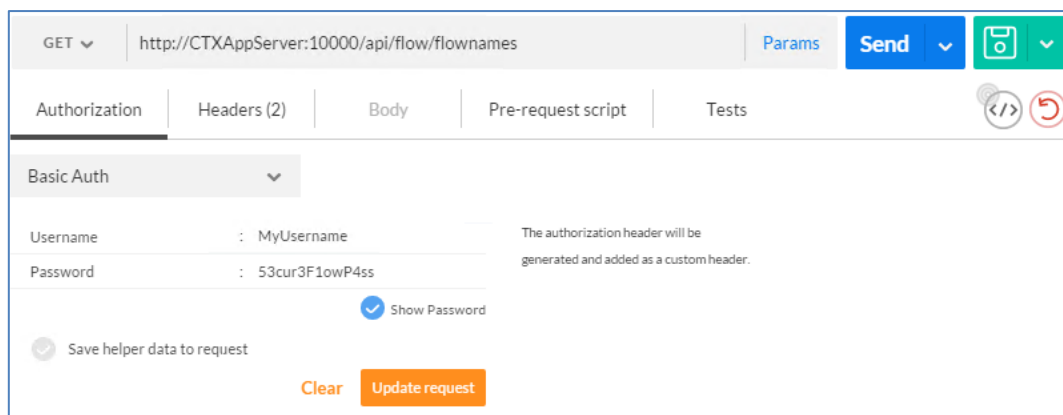 GET http://CTXAppServer:10000/api/flow/flownames Params Send
Authorization Headers (2) Body Pre-request script Tests </>
Basic Auth
Username : MyUsername
Password : 53cur3F1owP4ss
Show Password
The authorization header will be
generated and added as a custom header.
Save helper data to request
Clear Update request